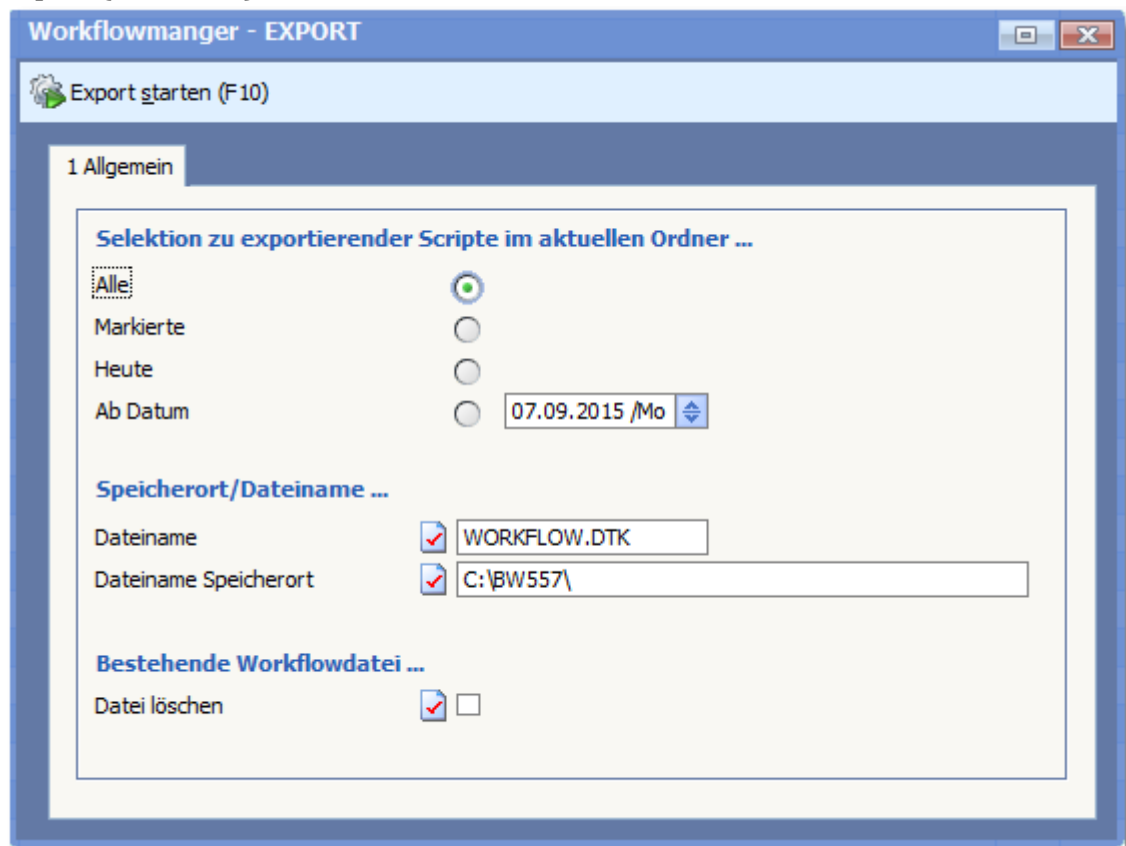 Workflowmanger - EXPORT
Export starten (F10)
1 Allgemein
Selektion zu exportierender Scripte im aktuellen Ordner ...
Alle
Markierte
Heute
Ab Datum 07.09.2015 /Mo
Speicherort/Dateiname ...
Dateiname WORKFLOW.DTK
Dateiname Speicherort C:\BW557\
Bestehende Workflowdatei ...
Datei löschen